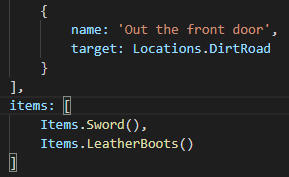 {
name: 'Out the front door',
target: Locations.DirtRoad
}
],
items: [
Items.Sword(),
Items.LeatherBoots()
]